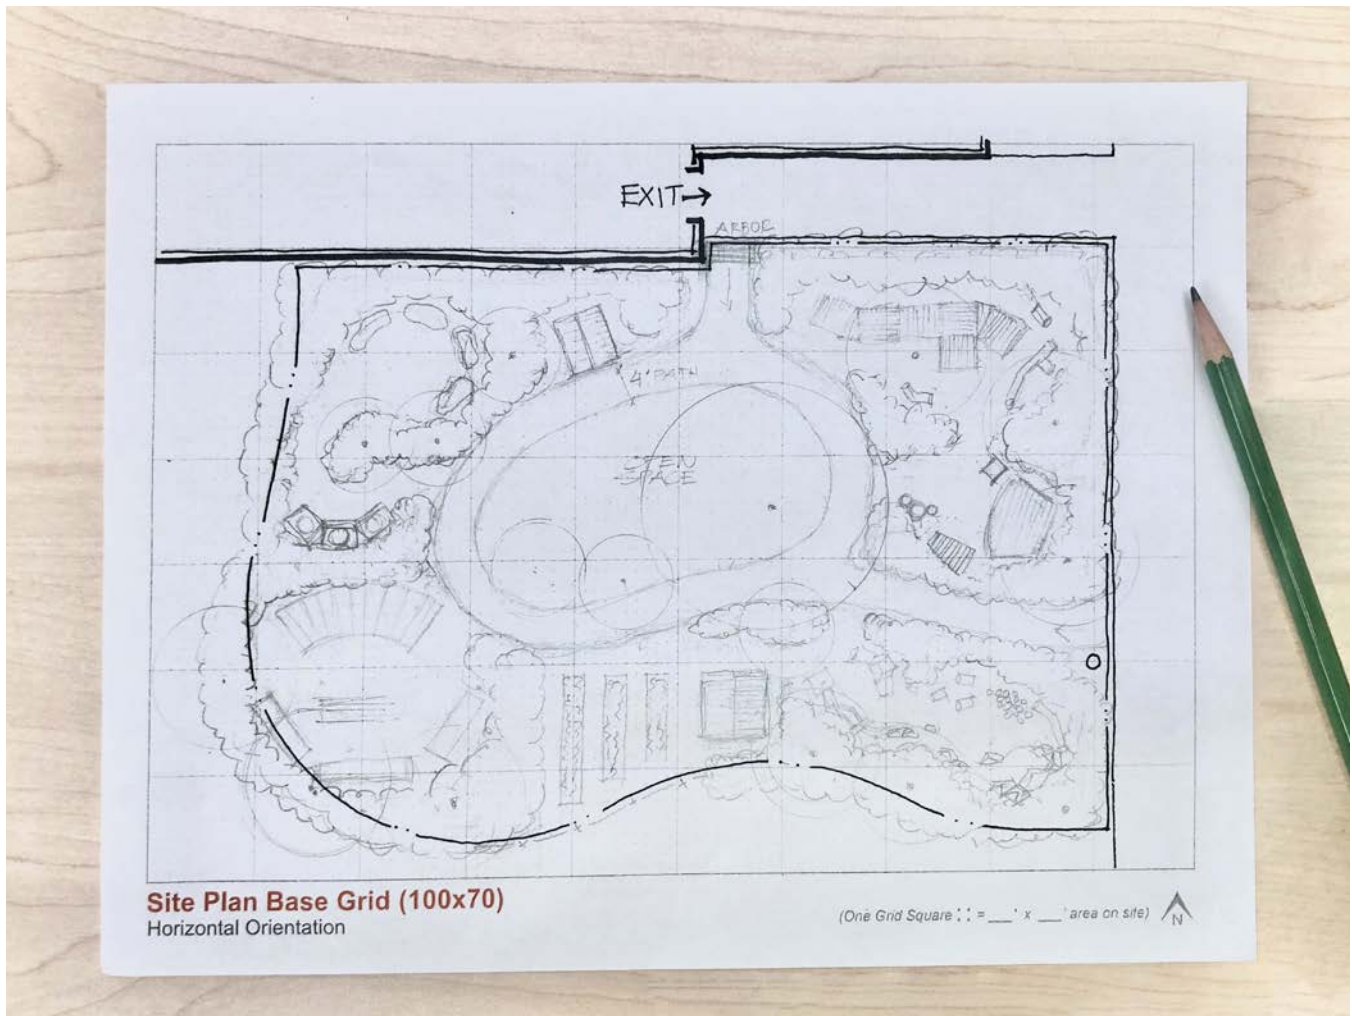 EXIT→
ARBOR
4' PATH
OPEN
SPACE
Site Plan Base Grid (100x70)
Horizontal Orientation
(One Grid Square :: = ___' x ___' area on site)
N